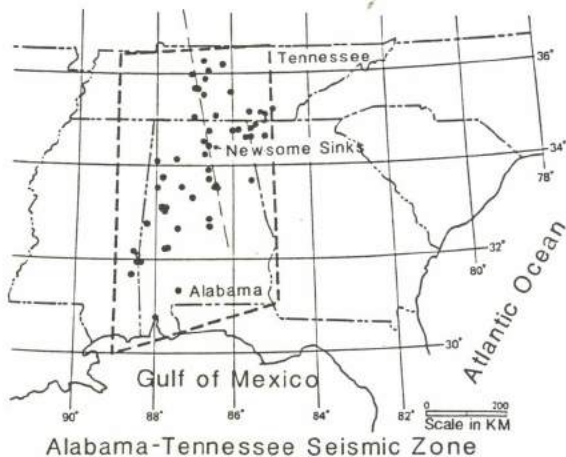 Tennessee
36°
Newsome Sinks
34°
78°
32°
80°
Alabama
30°
Atlantic Ocean
Gulf of Mexico
90° 88° 86° 84° 82°
0 200
Scale in KM
Alabama-Tennessee Seismic Zone